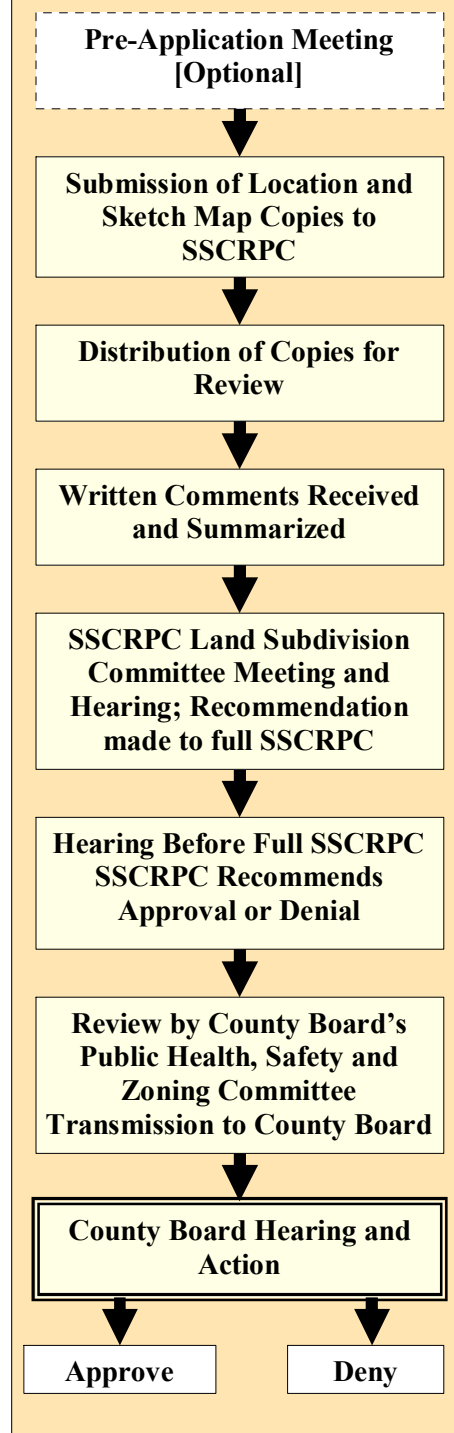 Pre-Application Meeting
[Optional]
Submission of Location and
Sketch Map Copies to
SSCRPC
Distribution of Copies for
Review
Written Comments Received
and Summarized
SSCRPC Land Subdivision
Committee Meeting and
Hearing; Recommendation
made to full SSCRPC
Hearing Before Full SSCRPC
SSCRPC Recommends
Approval or Denial
Review by County Board’s
Public Health, Safety and
Zoning Committee
Transmission to County Board
County Board Hearing and
Action
Approve
Deny